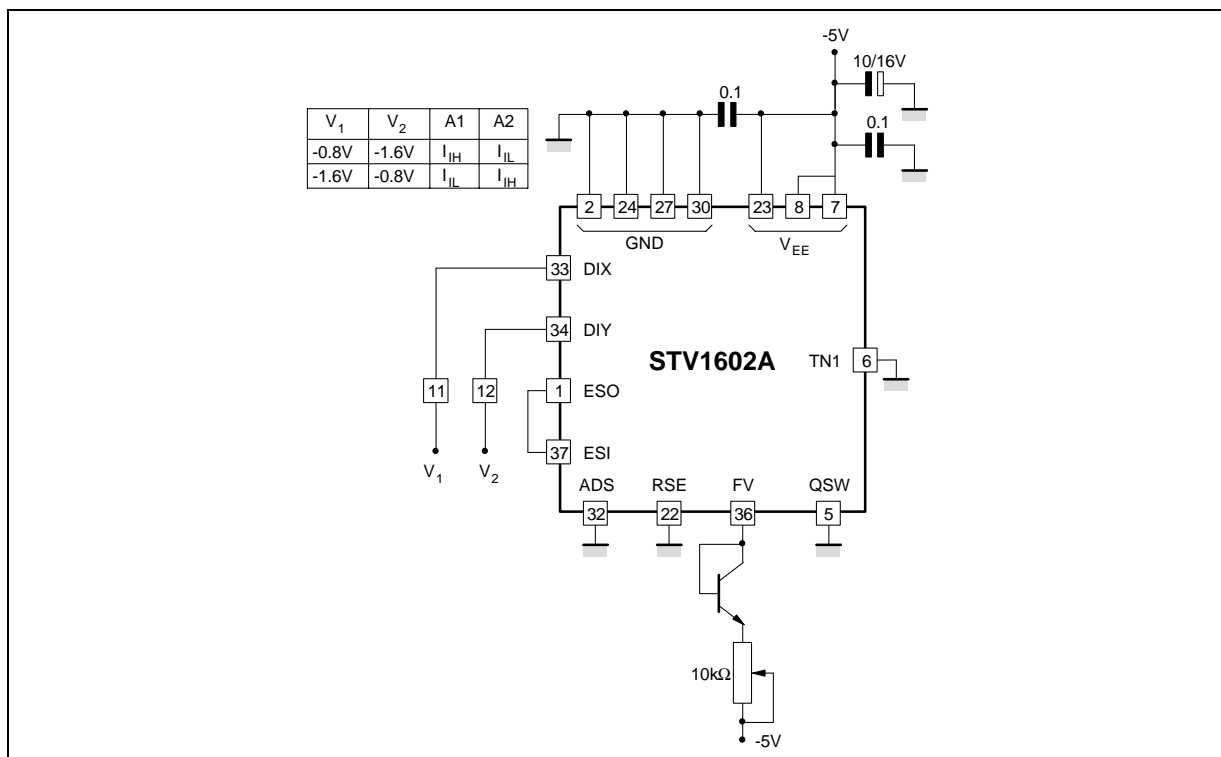 -5V
10/16V
0.1
0.1
V1 V2 A1 A2
-0.8V -1.6V IIH IIL
-1.6V -0.8V IIL IIH
2 24 27 30 23 8 7
GND VEE
33 DIX
34 DIY
STV1602A
TN1 6
11 12
1 ESO
37 ESI
V1 V2
ADS RSE FV QSW
32 22 36 5
10kΩ
-5V